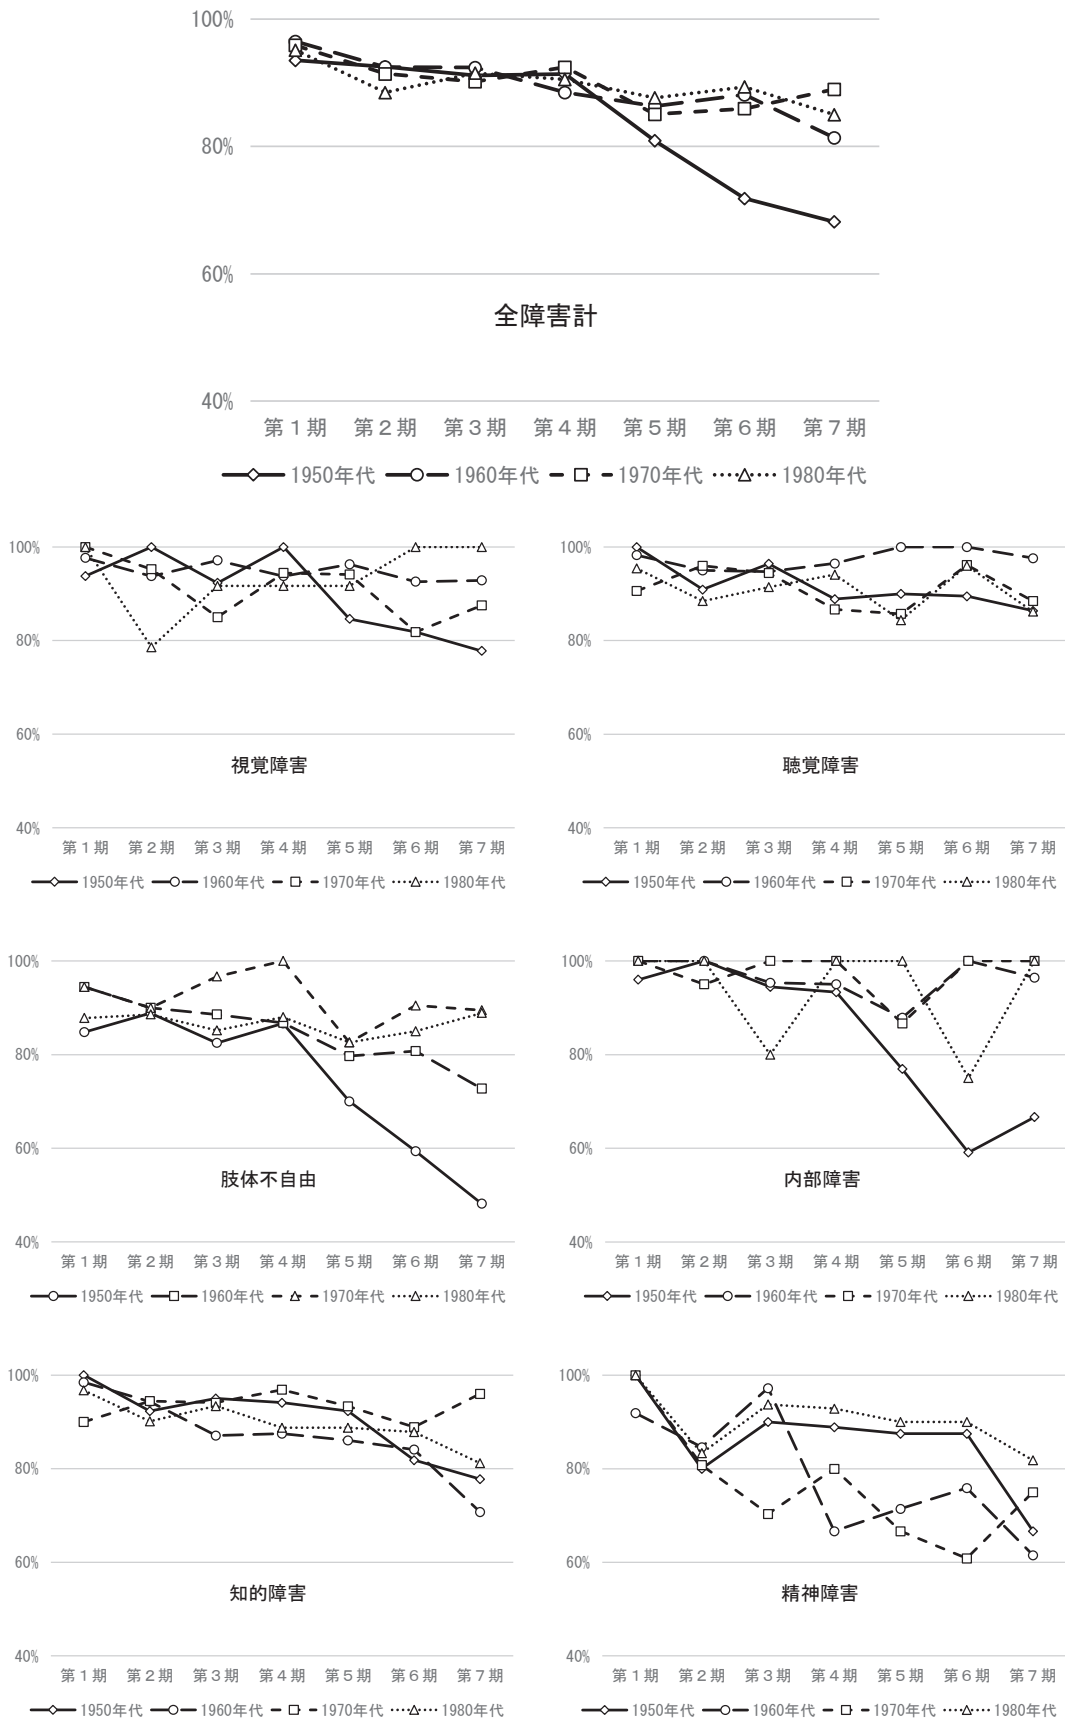 100%
80%
60%
全障害計
40%
第1期 第2期 第3期 第4期 第5期 第6期 第7期
1950年代 1960年代 1970年代 1980年代
100%
80%
60%
視覚障害
40%
第1期 第2期 第3期 第4期 第5期 第6期 第7期
1950年代 1960年代 1970年代 1980年代
100%
80%
60%
聴覚障害
40%
第1期 第2期 第3期 第4期 第5期 第6期 第7期
1950年代 1960年代 1970年代 1980年代
100%
80%
60%
肢体不自由
40%
第1期 第2期 第3期 第4期 第5期 第6期 第7期
1950年代 1960年代 1970年代 1980年代
100%
80%
60%
内部障害
40%
第1期 第2期 第3期 第4期 第5期 第6期 第7期
1950年代 1960年代 1970年代 1980年代
100%
80%
60%
知的障害
40%
第1期 第2期 第3期 第4期 第5期 第6期 第7期
1950年代 1960年代 1970年代 1980年代
100%
80%
60%
精神障害
40%
第1期 第2期 第3期 第4期 第5期 第6期 第7期
1950年代 1960年代 1970年代 1980年代